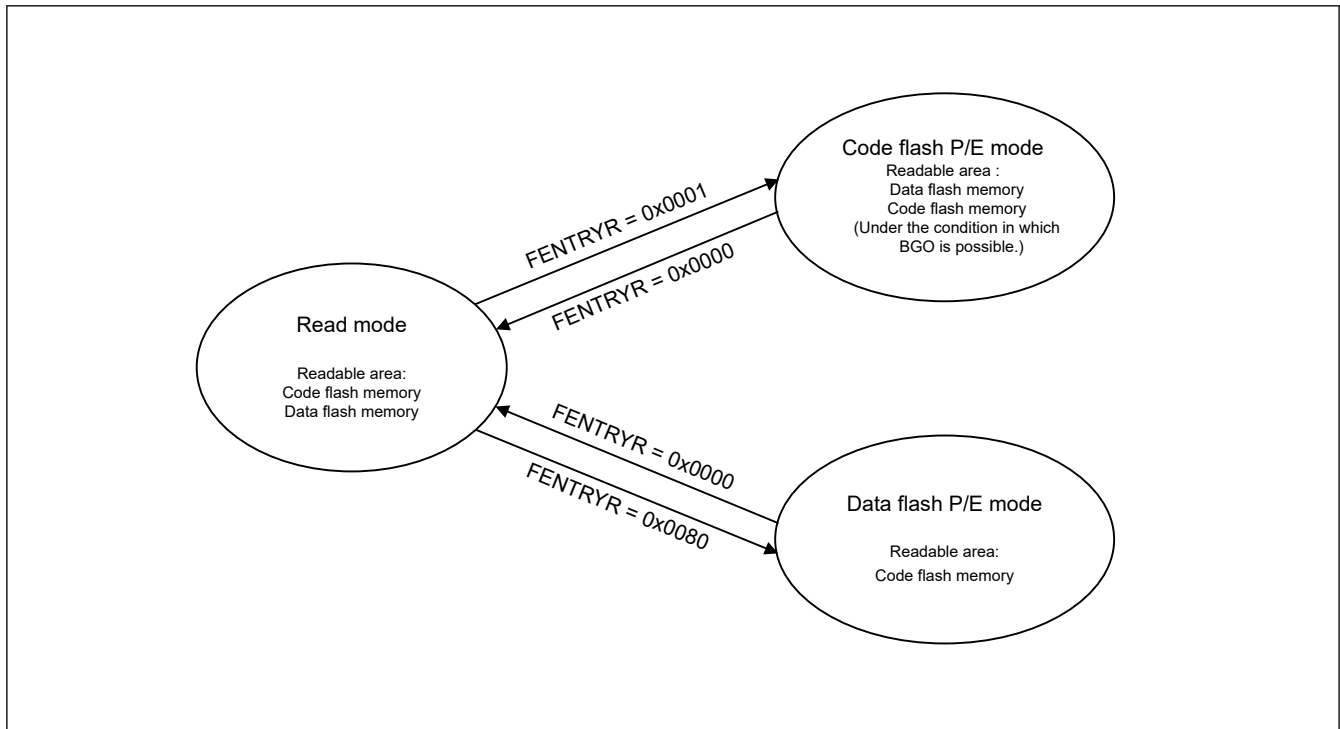 Code flash P/E mode
Readable area :
Data flash memory
Code flash memory
(Under the condition in which
BGO is possible.)
FENTRYR = 0x0001
FENTRYR = 0x0000
Read mode
Readable area:
Code flash memory
Data flash memory
FENTRYR = 0x0000
FENTRYR = 0x0080
Data flash P/E mode
Readable area:
Code flash memory